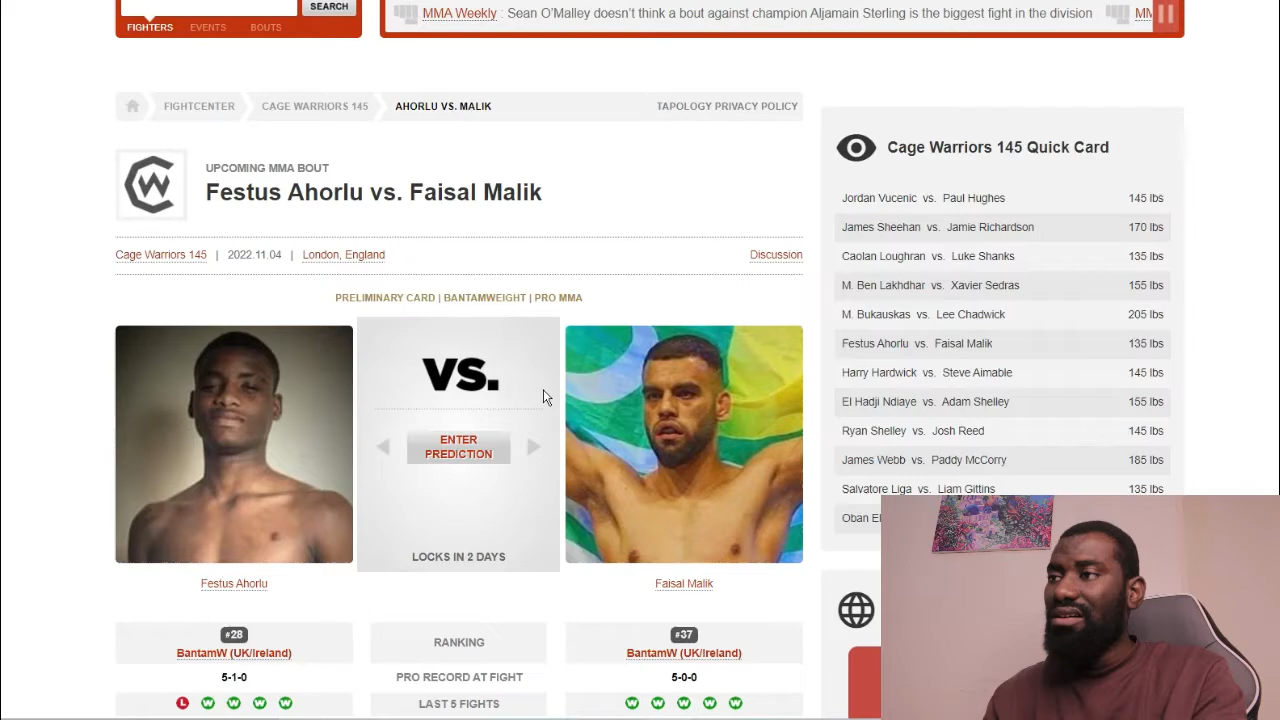 SEARCH
FIGHTERS EVENTS BOUTS
MMA Weekly : Sean O'Malley doesn't think a bout against champion Aljamain Sterling is the biggest fight in the division
FIGHTCENTER CAGE WARRIORS 145 AHORLU VS. MALIK TAPOLOGY PRIVACY POLICY
UPCOMING MMA BOUT
Festus Ahorlu vs. Faisal Malik
Cage Warriors 145 | 2022.11.04 | London, England Discussion
PRELIMINARY CARD | BANTAMWEIGHT | PRO MMA
VS.
ENTER
PREDICTION
LOCKS IN 2 DAYS
Festus Ahorlu Faisal Malik
#28 RANKING #37
BantamW (UK/Ireland) BantamW (UK/Ireland)
5-1-0 PRO RECORD AT FIGHT 5-0-0
L W W W W LAST 5 FIGHTS W W W W W
Cage Warriors 145 Quick Card
Jordan Vucenic vs. Paul Hughes 145 lbs
James Sheehan vs. Jamie Richardson 170 lbs
Caolan Loughran vs. Luke Shanks 135 lbs
M. Ben Lakhdhar vs. Xavier Sedras 155 lbs
M. Bukauskas vs. Lee Chadwick 205 lbs
Festus Ahorlu vs. Faisal Malik 135 lbs
Harry Hardwick vs. Steve Aimable 145 lbs
El Hadji Ndiaye vs. Adam Shelley 155 lbs
Ryan Shelley vs. Josh Reed 145 lbs
James Webb vs. Paddy McCorry 185 lbs
Salvatore Liga vs. Liam Gittins 135 lbs
Oban